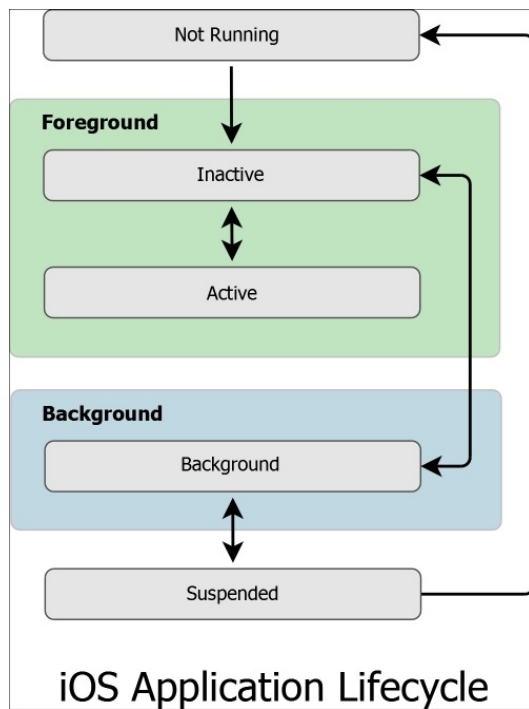 Not Running
Foreground
Inactive
Active
Background
Background
Suspended
iOS Application Lifecycle